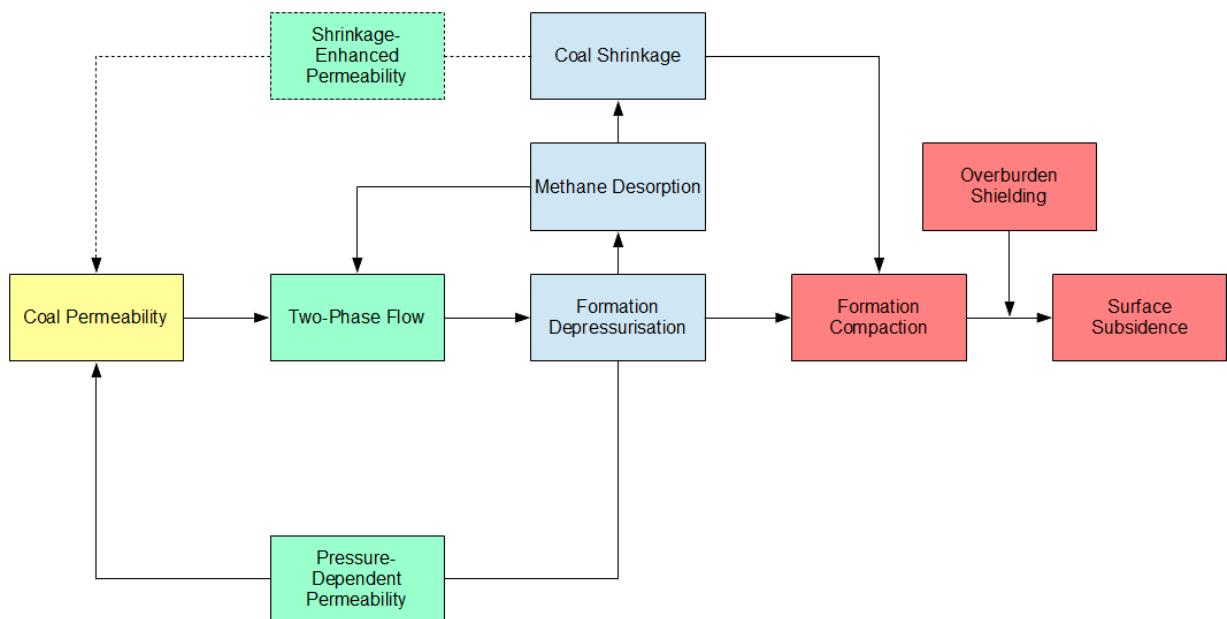 Shrinkage-
Enhanced
Permeability
Coal Shrinkage
Methane Desorption
Overburden
Shielding
Coal Permeability
Two-Phase Flow
Formation
Depressurisation
Formation
Compaction
Surface
Subsidence
Pressure-
Dependent
Permeability